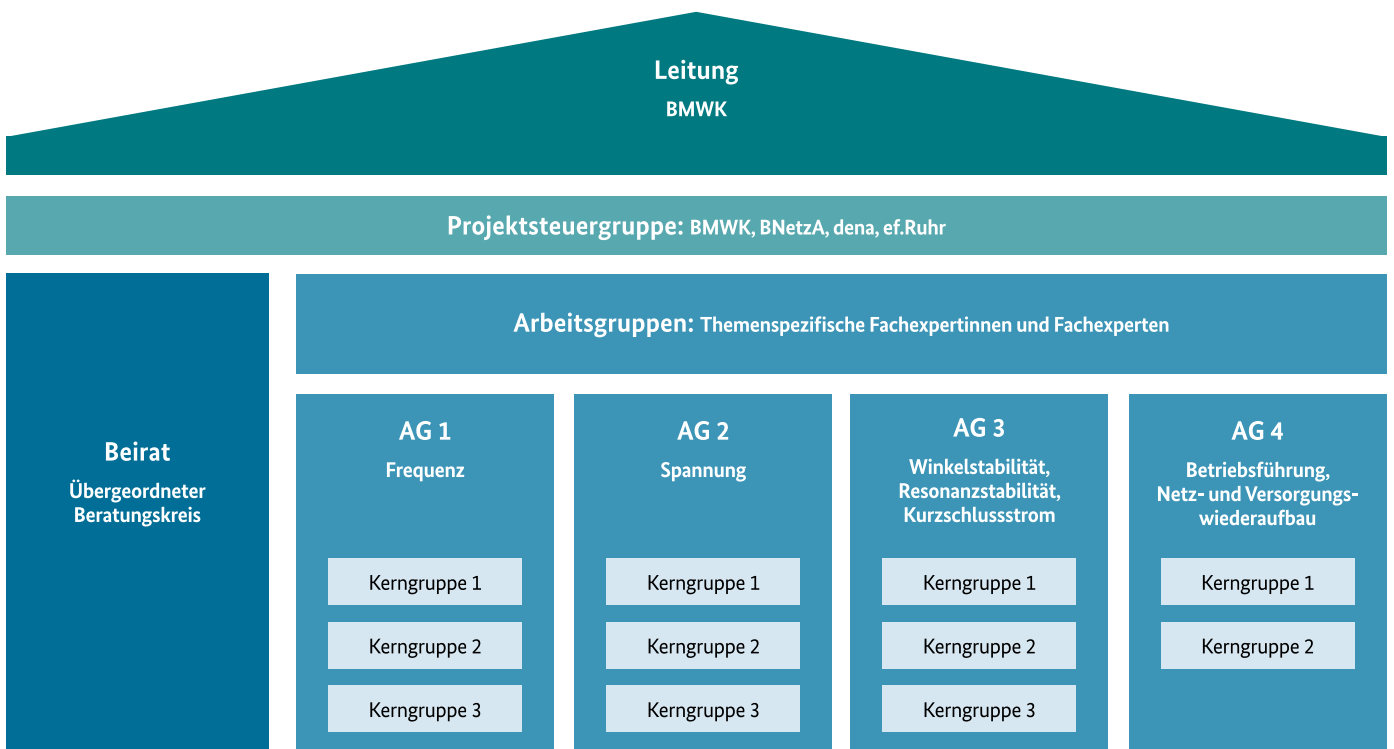 Leitung
BMWK
Projektsteuergruppe: BMWK, BNetzA, dena, ef.Ruhr
Arbeitsgruppen: Themenspezifische Fachexpertinnen und Fachexperten
Beirat
Übergeordneter
Beratungskreis
AG 1
Frequenz
Kerngruppe 1
Kerngruppe 2
Kerngruppe 3
AG 2
Spannung
Kerngruppe 1
Kerngruppe 2
Kerngruppe 3
AG 3
Winkelstabilität,
Resonanzstabilität,
Kurzschlussstrom
Kerngruppe 1
Kerngruppe 2
Kerngruppe 3
AG 4
Betriebsführung,
Netz- und Versorgungs-
wiederaufbau
Kerngruppe 1
Kerngruppe 2